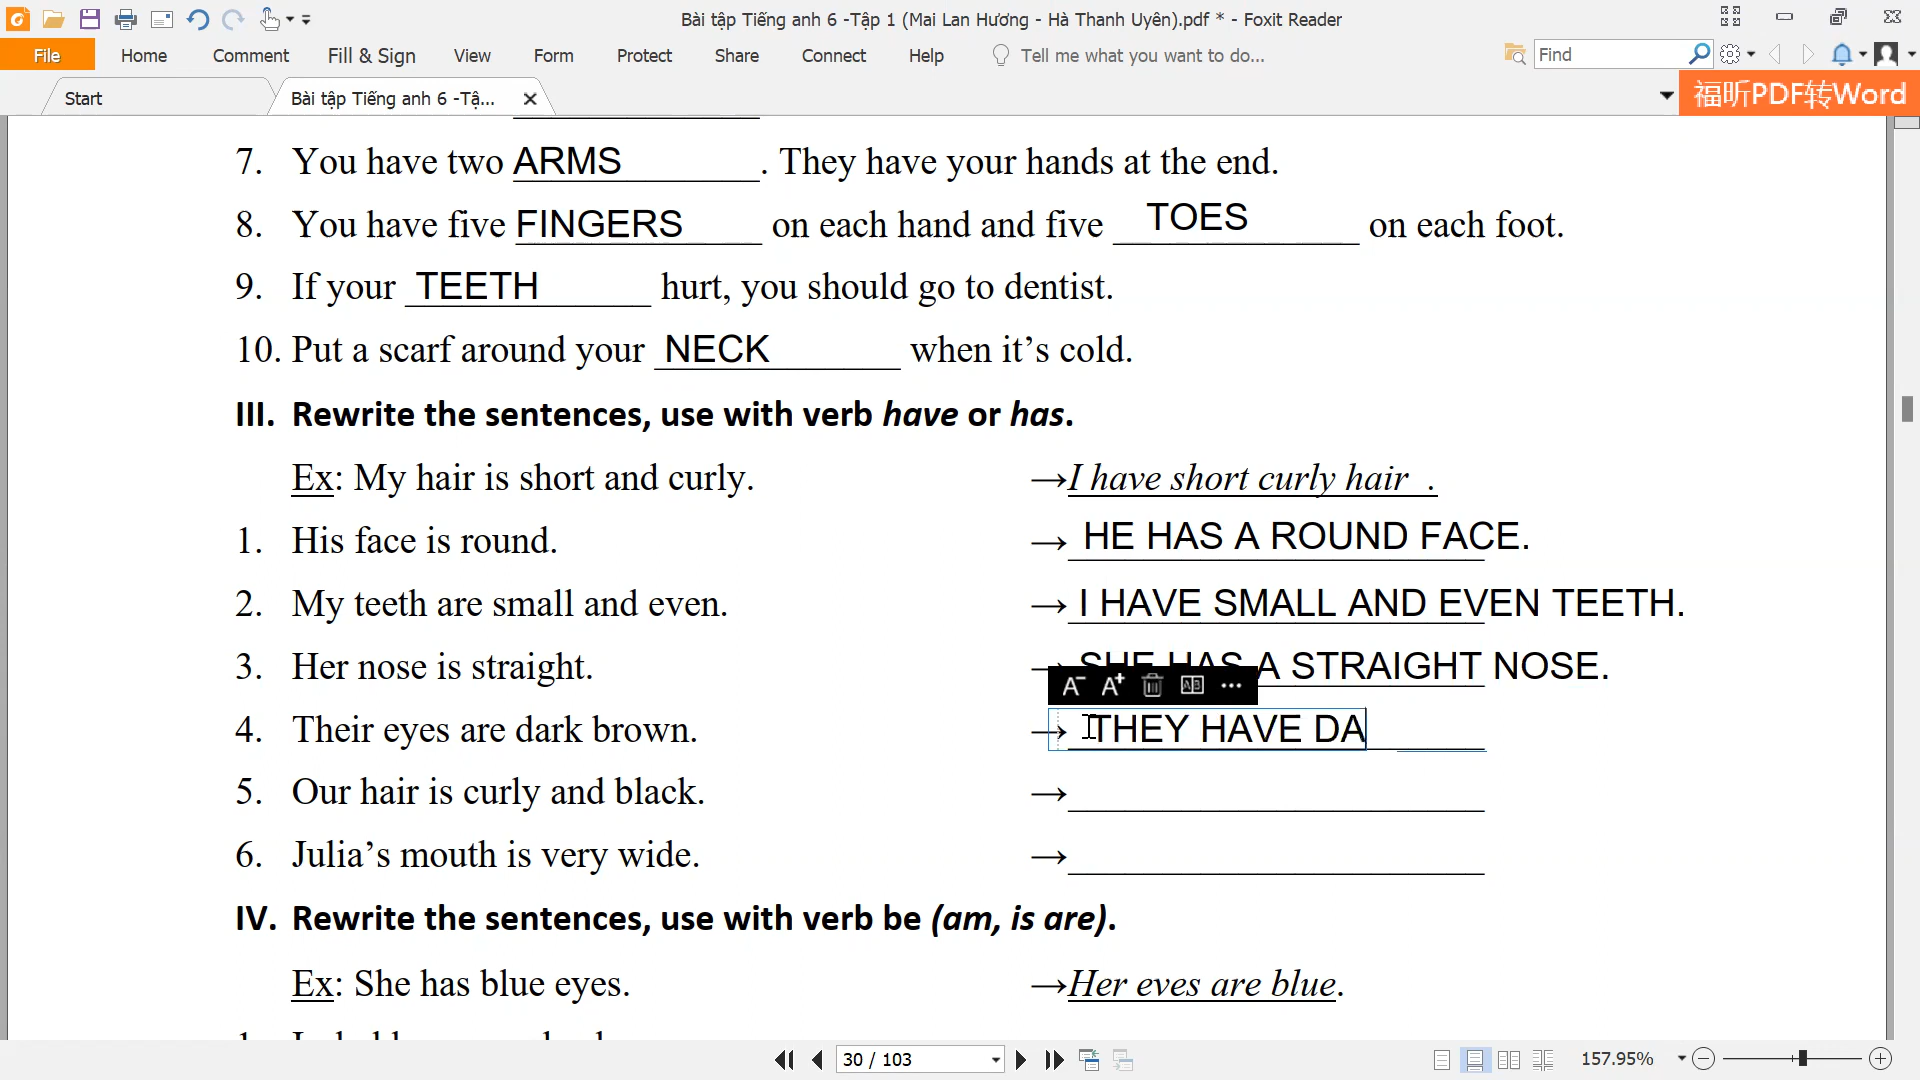 Bài tập Tiếng anh 6 -Tập 1 (Mai Lan Hương - Hà Thanh Uyên).pdf * - Foxit Reader
File Home Comment Fill & Sign View Form Protect Share Connect Help Tell me what you want to do... Find
Start Bài tập Tiếng anh 6 -Tậ... 福昕PDF转Word
7. You have two ARMS. They have your hands at the end.
8. You have five FINGERS on each hand and five TOES on each foot.
9. If your TEETH hurt, you should go to dentist.
10. Put a scarf around your NECK when it’s cold.
III. Rewrite the sentences, use with verb have or has.
Ex: My hair is short and curly. →I have short curly hair .
1. His face is round. → HE HAS A ROUND FACE.
2. My teeth are small and even. → I HAVE SMALL AND EVEN TEETH.
3. Her nose is straight. → SHE HAS A STRAIGHT NOSE.
4. Their eyes are dark brown. → THEY HAVE DA
5. Our hair is curly and black. →
6. Julia’s mouth is very wide. →
IV. Rewrite the sentences, use with verb be (am, is are).
Ex: She has blue eyes. →Her eyes are blue.
30 / 103 157.95%